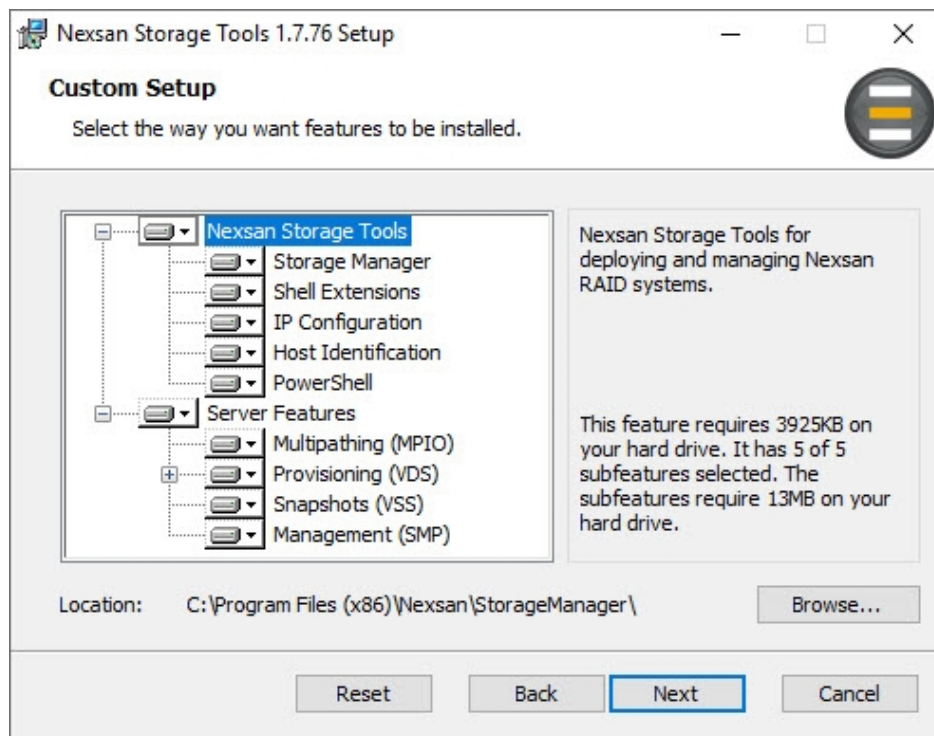 Nexsan Storage Tools 1.7.76 Setup
Custom Setup
Select the way you want features to be installed.
Nexsan Storage Tools
Storage Manager
Shell Extensions
IP Configuration
Host Identification
PowerShell
Server Features
Multipathing (MPIO)
Provisioning (VDS)
Snapshots (VSS)
Management (SMP)
Nexsan Storage Tools for
deploying and managing Nexsan
RAID systems.
This feature requires 3925KB on
your hard drive. It has 5 of 5
subfeatures selected. The
subfeatures require 13MB on your
hard drive.
Location: C:\Program Files (x86)\Nexsan\StorageManager\
Browse...
Reset Back Next Cancel